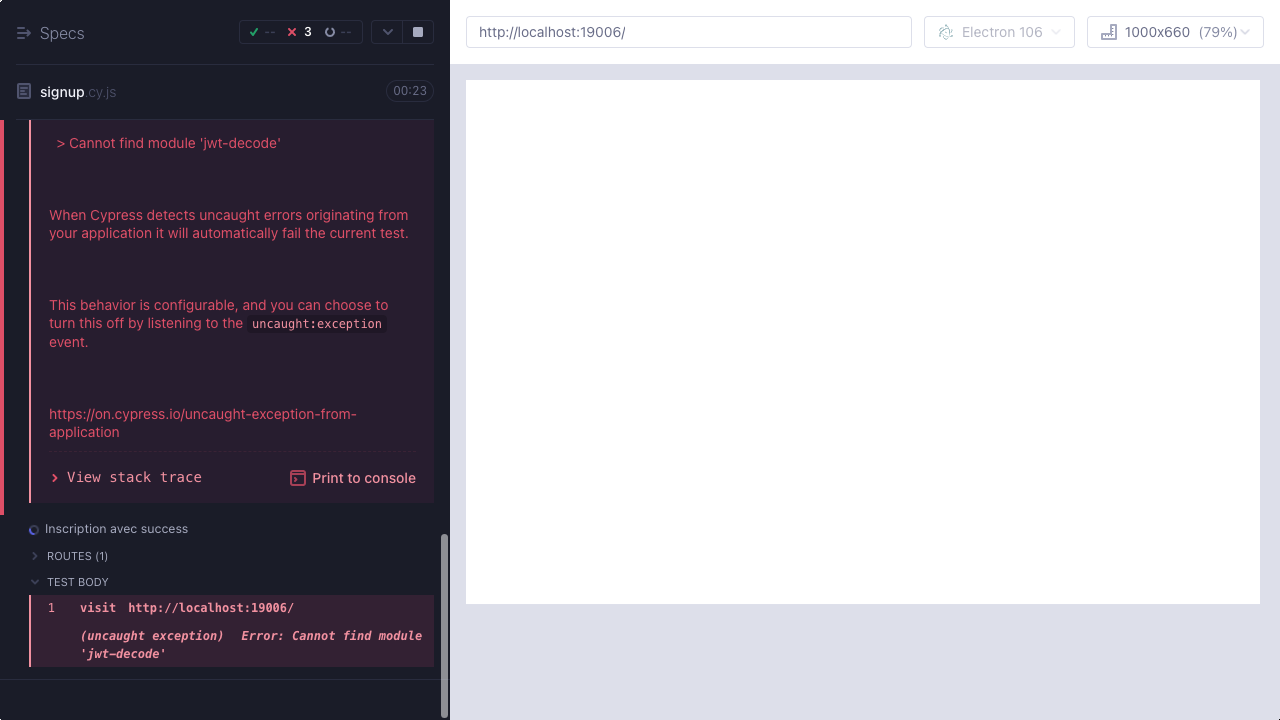 Specs
-- 3 --
signup.cy.js
00:23
> Cannot find module 'jwt-decode'
When Cypress detects uncaught errors originating from
your application it will automatically fail the current test.
This behavior is configurable, and you can choose to
turn this off by listening to the uncaught:exception
event.
https://on.cypress.io/uncaught-exception-from-
application
View stack trace
Print to console
Inscription avec success
ROUTES (1)
TEST BODY
1 visit http://localhost:19006/
(uncaught exception) Error: Cannot find module
'jwt-decode'
http://localhost:19006/
Electron 106
1000x660 (79%)